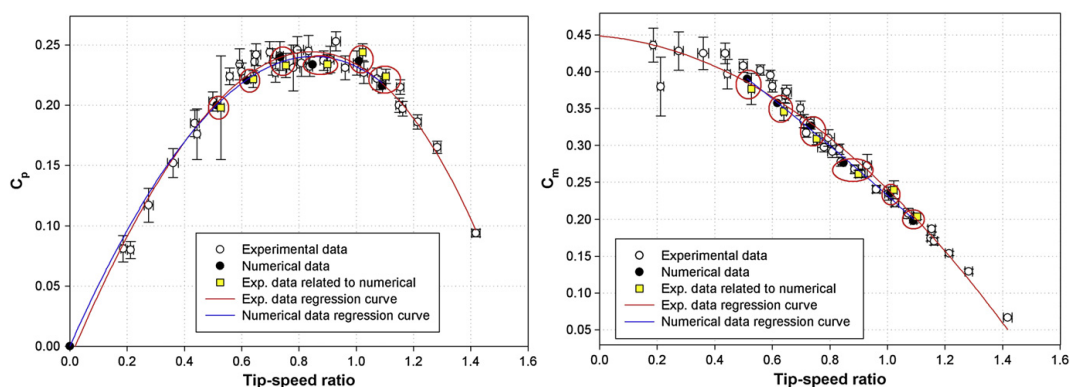 0.25
0.20
0.15
0.10
0.05
0.00
Cp
0.0
0.2
0.4
0.6
0.8
1.0
1.2
1.4
1.6
Tip-speed ratio
Experimental data
Numerical data
Exp. data related to numerical
Exp. data regression curve
Numerical data regression curve
0.45
0.40
0.35
0.30
0.25
0.20
0.15
0.10
0.05
Cm
0.0
0.2
0.4
0.6
0.8
1.0
1.2
1.4
1.6
Tip-speed ratio
Experimental data
Numerical data
Exp. data related to numerical
Exp. data regression curve
Numerical data regression curve